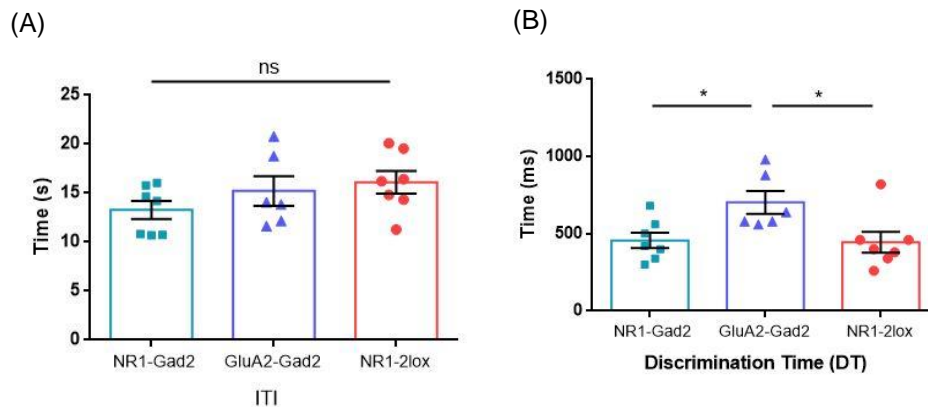 (A)
ns
25
20
15
10
5
0
Time (s)
NR1-Gad2 GluA2-Gad2 NR1-2lox
ITI
(B)
1500
* *
1000
500
0
Time (ms)
NR1-Gad2 GluA2-Gad2 NR1-2lox
Discrimination Time (DT)